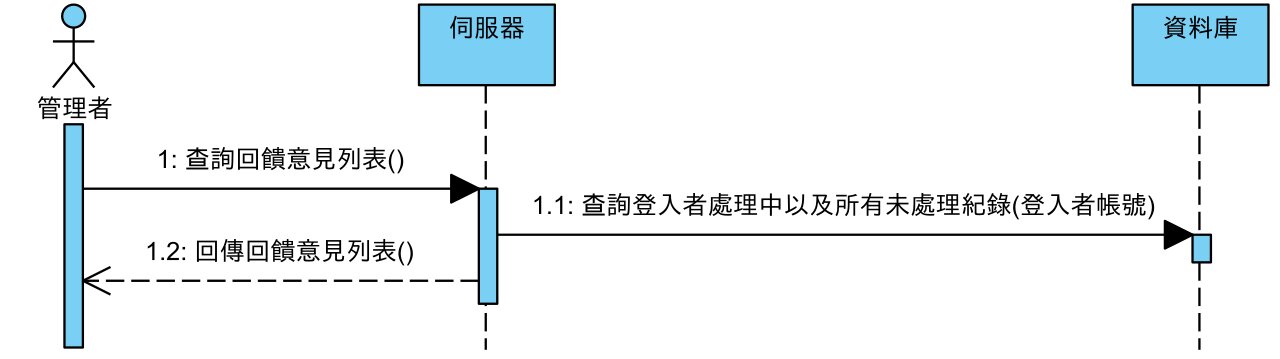 伺服器
資料庫
管理者
1: 查詢回饋意見列表()
1.1: 查詢登入者處理中以及所有未處理紀錄(登入者帳號)
1.2: 回傳回饋意見列表()